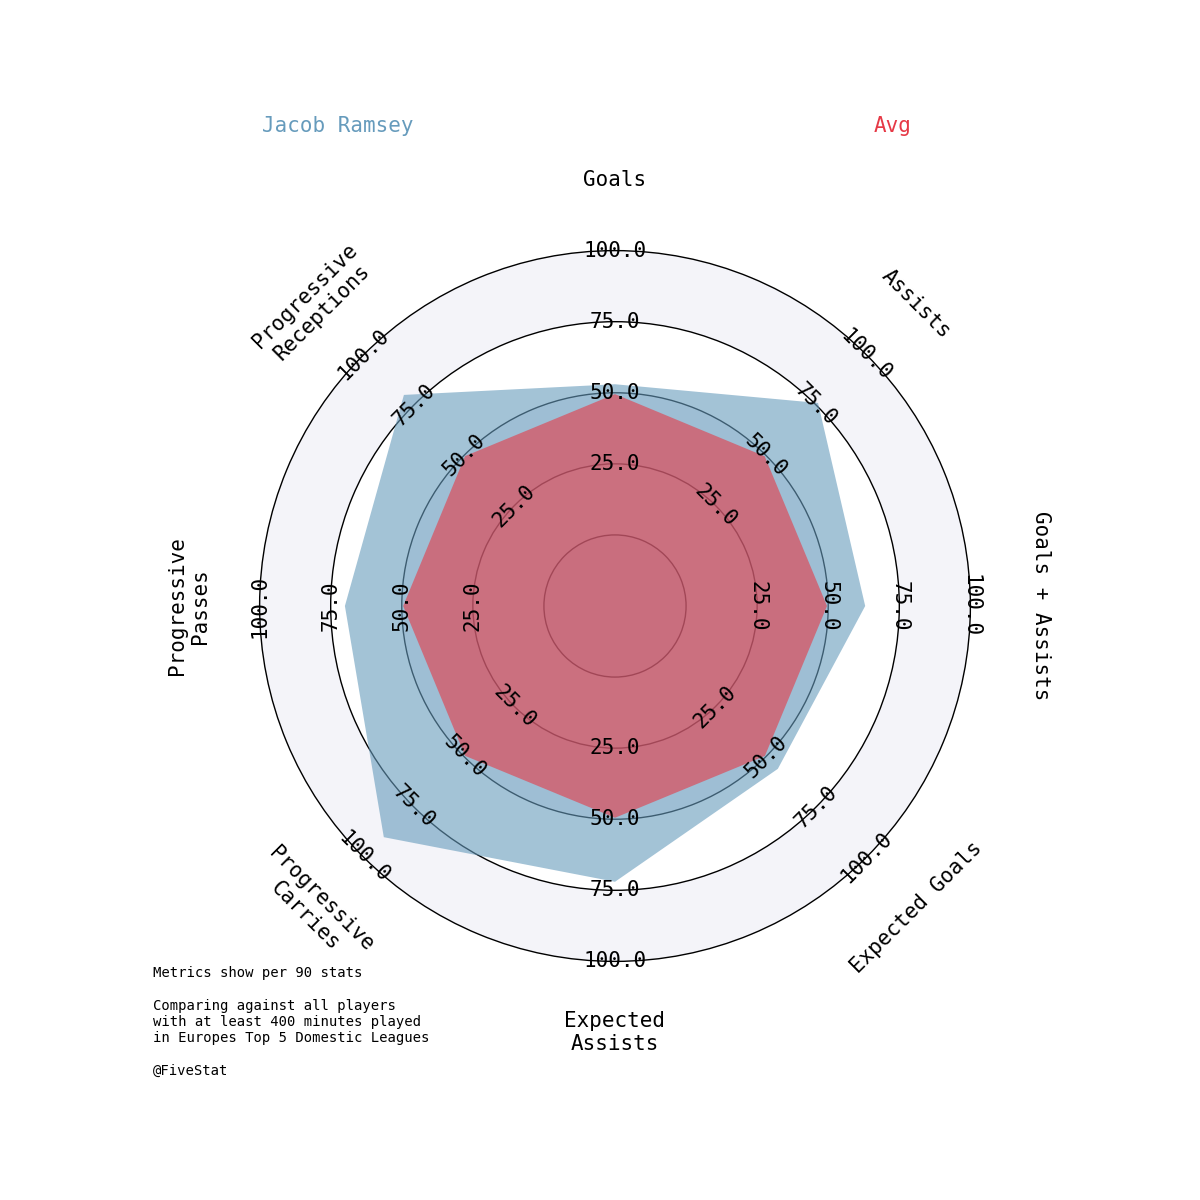 Jacob Ramsey
Avg
Goals
Assists
Goals + Assists
Expected Goals
Expected
Assists
Progressive
Carries
Progressive
Passes
Progressive
Receptions
25.0
50.0
75.0
100.0
25.0
50.0
75.0
100.0
25.0
50.0
75.0
100.0
25.0
50.0
75.0
100.0
25.0
50.0
75.0
100.0
25.0
50.0
75.0
100.0
25.0
50.0
75.0
100.0
25.0
50.0
75.0
100.0
Metrics show per 90 stats
Comparing against all players
with at least 400 minutes played
in Europes Top 5 Domestic Leagues
@FiveStat